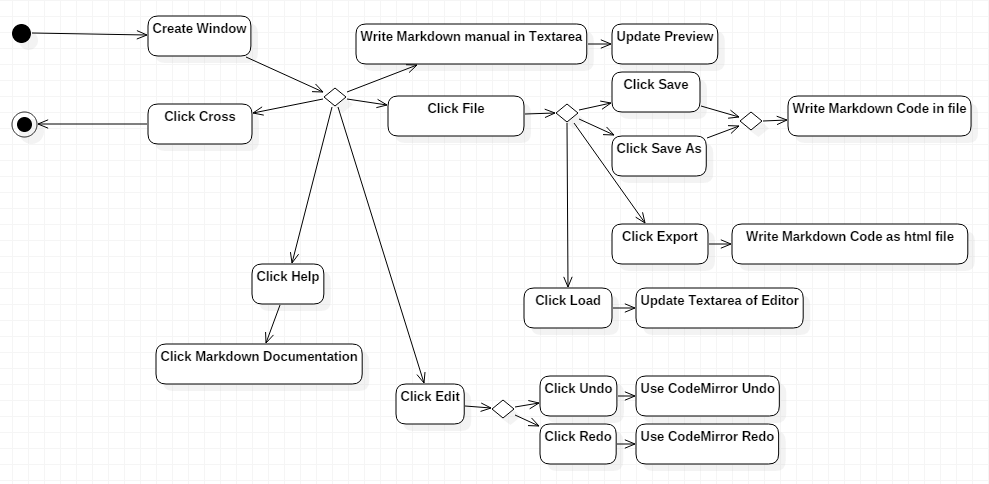 Create Window
Write Markdown manual in Textarea
Update Preview
Click Save
Click Cross
Click File
Write Markdown Code in file
Click Save As
Click Export
Write Markdown Code as html file
Click Help
Click Load
Update Textarea of Editor
Click Markdown Documentation
Click Edit
Click Undo
Use CodeMirror Undo
Click Redo
Use CodeMirror Redo